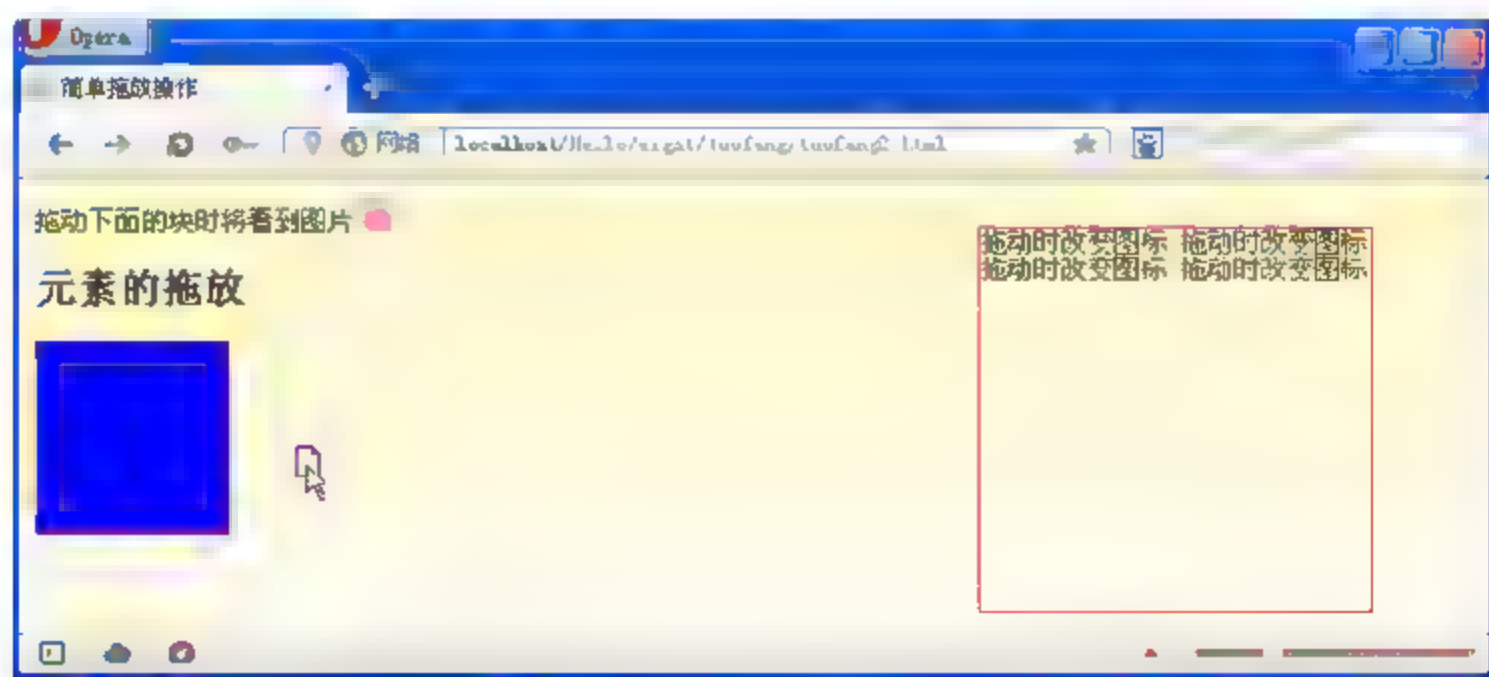 Opera
简单拖放操作
网络 localhost/
拖动下面的块时将看到图片
元素的拖放
拖动时改变图标 拖动时改变图标
拖动时改变图标 拖动时改变图标